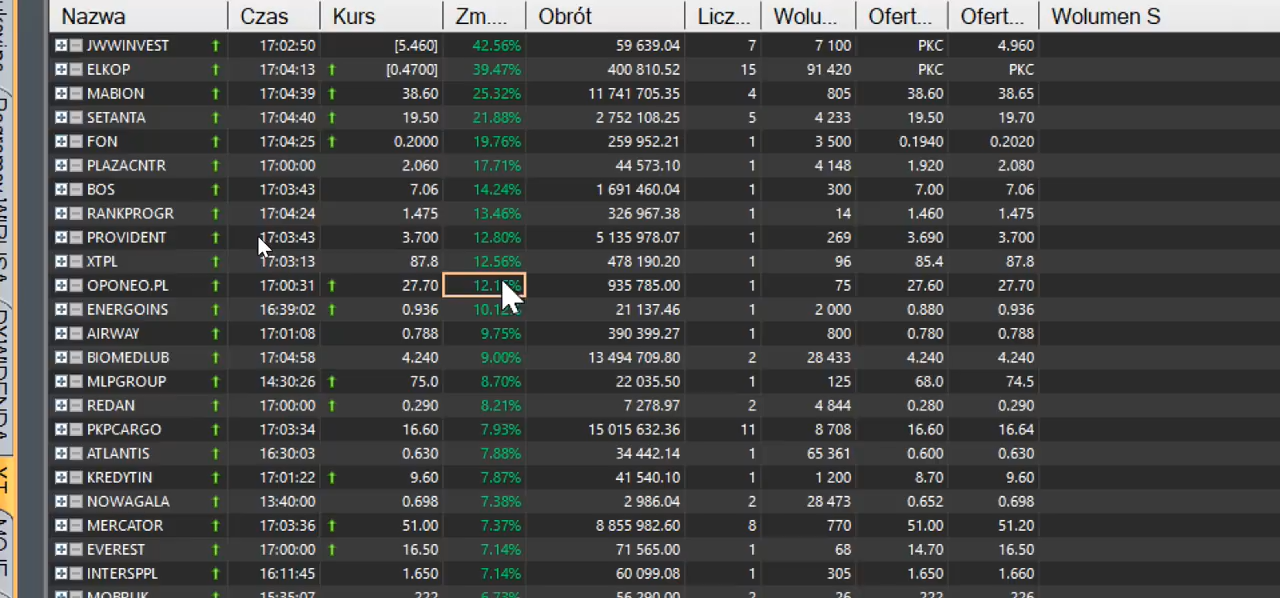 Nazwa Czas Kurs Zm.... Obrót Licz... Wolu... Ofert... Ofert... Wolumen S
JWWINVEST 17:02:50 [5.460] 42.56% 59 639.04 7 7 100 PKC 4.960
ELKOP 17:04:13 [0.4700] 39.47% 400 810.52 15 91 420 PKC PKC
MABION 17:04:39 38.60 25.32% 11 741 705.35 4 805 38.60 38.65
SETANTA 17:04:40 19.50 21.88% 2 752 108.25 5 4 233 19.50 19.70
FON 17:04:25 0.2000 19.76% 259 952.21 1 3 500 0.1940 0.2020
PLAZACNTR 17:00:00 2.060 17.71% 44 573.10 1 4 148 1.920 2.080
BOS 17:03:43 7.06 14.24% 1 691 460.04 1 300 7.00 7.06
RANKPROGR 17:04:24 1.475 13.46% 326 967.38 1 14 1.460 1.475
PROVIDENT 17:03:43 3.700 12.80% 5 135 978.07 1 269 3.690 3.700
XTPL 17:03:13 87.8 12.56% 478 190.20 1 96 85.4 87.8
OPONEO.PL 17:00:31 27.70 935 785.00 1 75 27.60 27.70
ENERGOINS 16:39:02 0.936 21 137.46 1 2 000 0.880 0.936
AIRWAY 17:01:08 0.788 9.75% 390 399.27 1 800 0.780 0.788
BIOMEDLUB 17:04:58 4.240 9.00% 13 494 709.80 2 28 433 4.240 4.240
MLPGROUP 14:30:26 75.0 8.70% 22 035.50 1 125 68.0 74.5
REDAN 17:00:00 0.290 8.21% 7 278.97 2 4 844 0.280 0.290
PKPCARGO 17:03:34 16.60 7.93% 15 015 632.36 11 8 708 16.60 16.64
ATLANTIS 16:30:03 0.630 7.88% 34 442.14 1 65 361 0.600 0.630
KREDYTIN 17:01:22 9.60 7.87% 41 540.10 1 1 200 8.70 9.60
NOWAGALA 13:40:00 0.698 7.38% 2 986.04 2 28 473 0.652 0.698
MERCATOR 17:03:36 51.00 7.37% 8 855 982.60 8 770 51.00 51.20
EVEREST 17:00:00 16.50 7.14% 71 565.00 1 68 14.70 16.50
INTERSPPL 16:11:45 1.650 7.14% 60 099.08 1 305 1.650 1.660